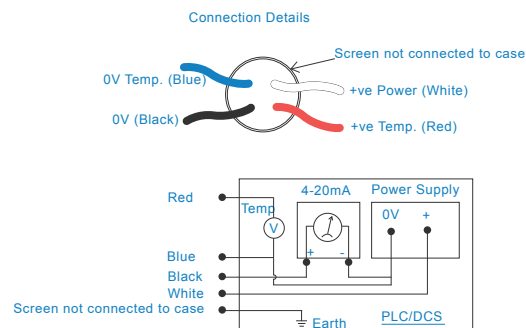 Connection Details
Screen not connected to case
0V Temp. (Blue)
+ve Power (White)
0V (Black)
+ve Temp. (Red)
Red
4-20mA
Power Supply
Temp
0V +
V
+ -
Blue
Black
White
Screen not connected to case
Earth
PLC/DCS